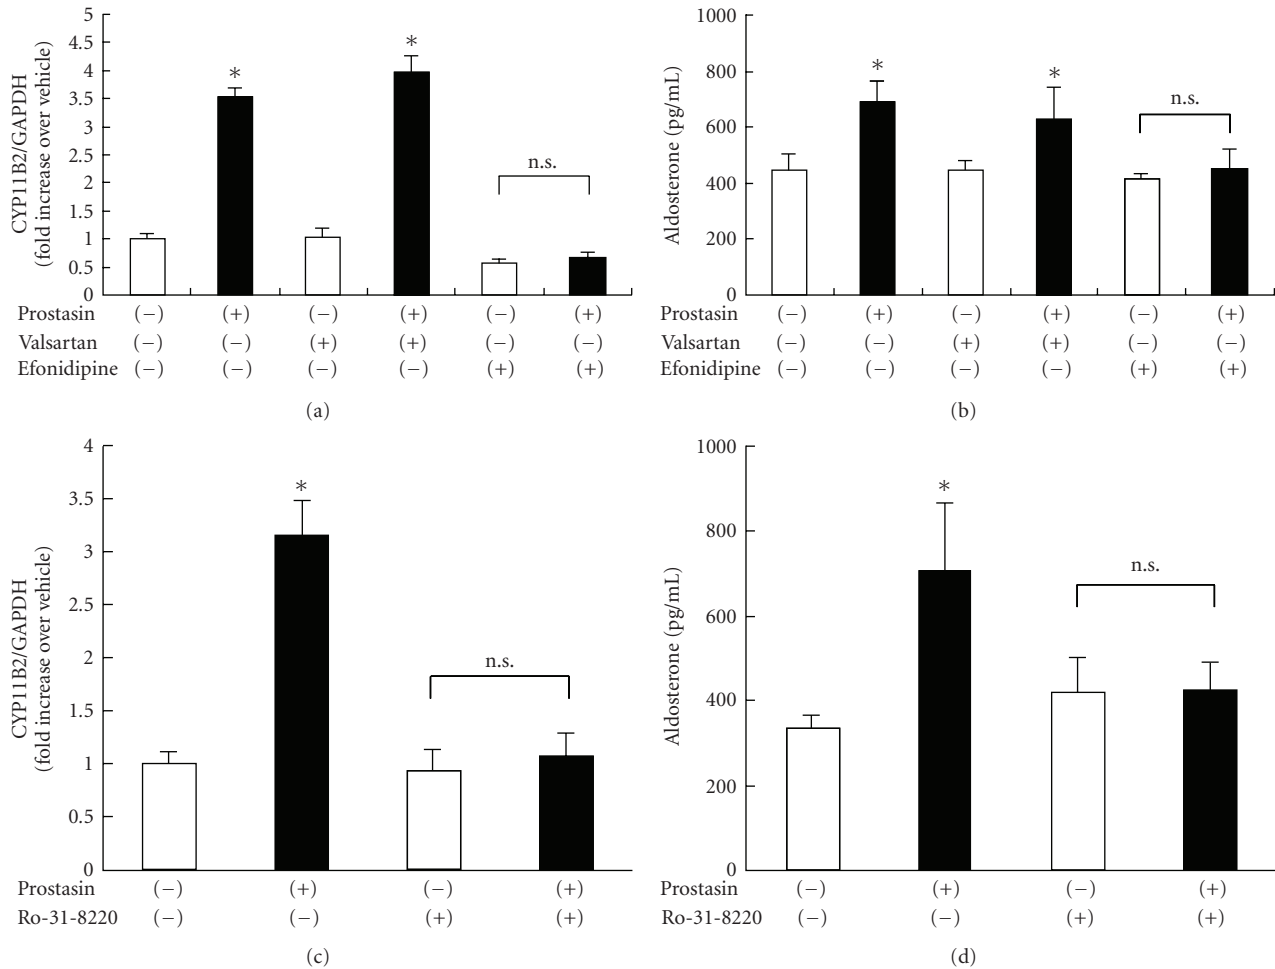 CYP11B2/GAPDH
(fold increase over vehicle)
5
4.5
4
3.5
3
2.5
2
1.5
1
0.5
0
*
*
n.s.
Prostasin (−) (+) (−) (+) (−) (+)
Valsartan (−) (−) (+) (+) (−) (−)
Efonidipine (−) (−) (−) (−) (+) (+)
(a)
Aldosterone (pg/mL)
1000
800
600
400
200
0
*
*
n.s.
Prostasin (−) (+) (−) (+) (−) (+)
Valsartan (−) (−) (+) (+) (−) (−)
Efonidipine (−) (−) (−) (−) (+) (+)
(b)
CYP11B2/GAPDH
(fold increase over vehicle)
4
3.5
3
2.5
2
1.5
1
0.5
0
*
n.s.
Prostasin (−) (+) (−) (+)
Ro-31-8220 (−) (−) (+) (+)
(c)
Aldosterone (pg/mL)
1000
800
600
400
200
0
*
n.s.
Prostasin (−) (+) (−) (+)
Ro-31-8220 (−) (−) (+) (+)
(d)